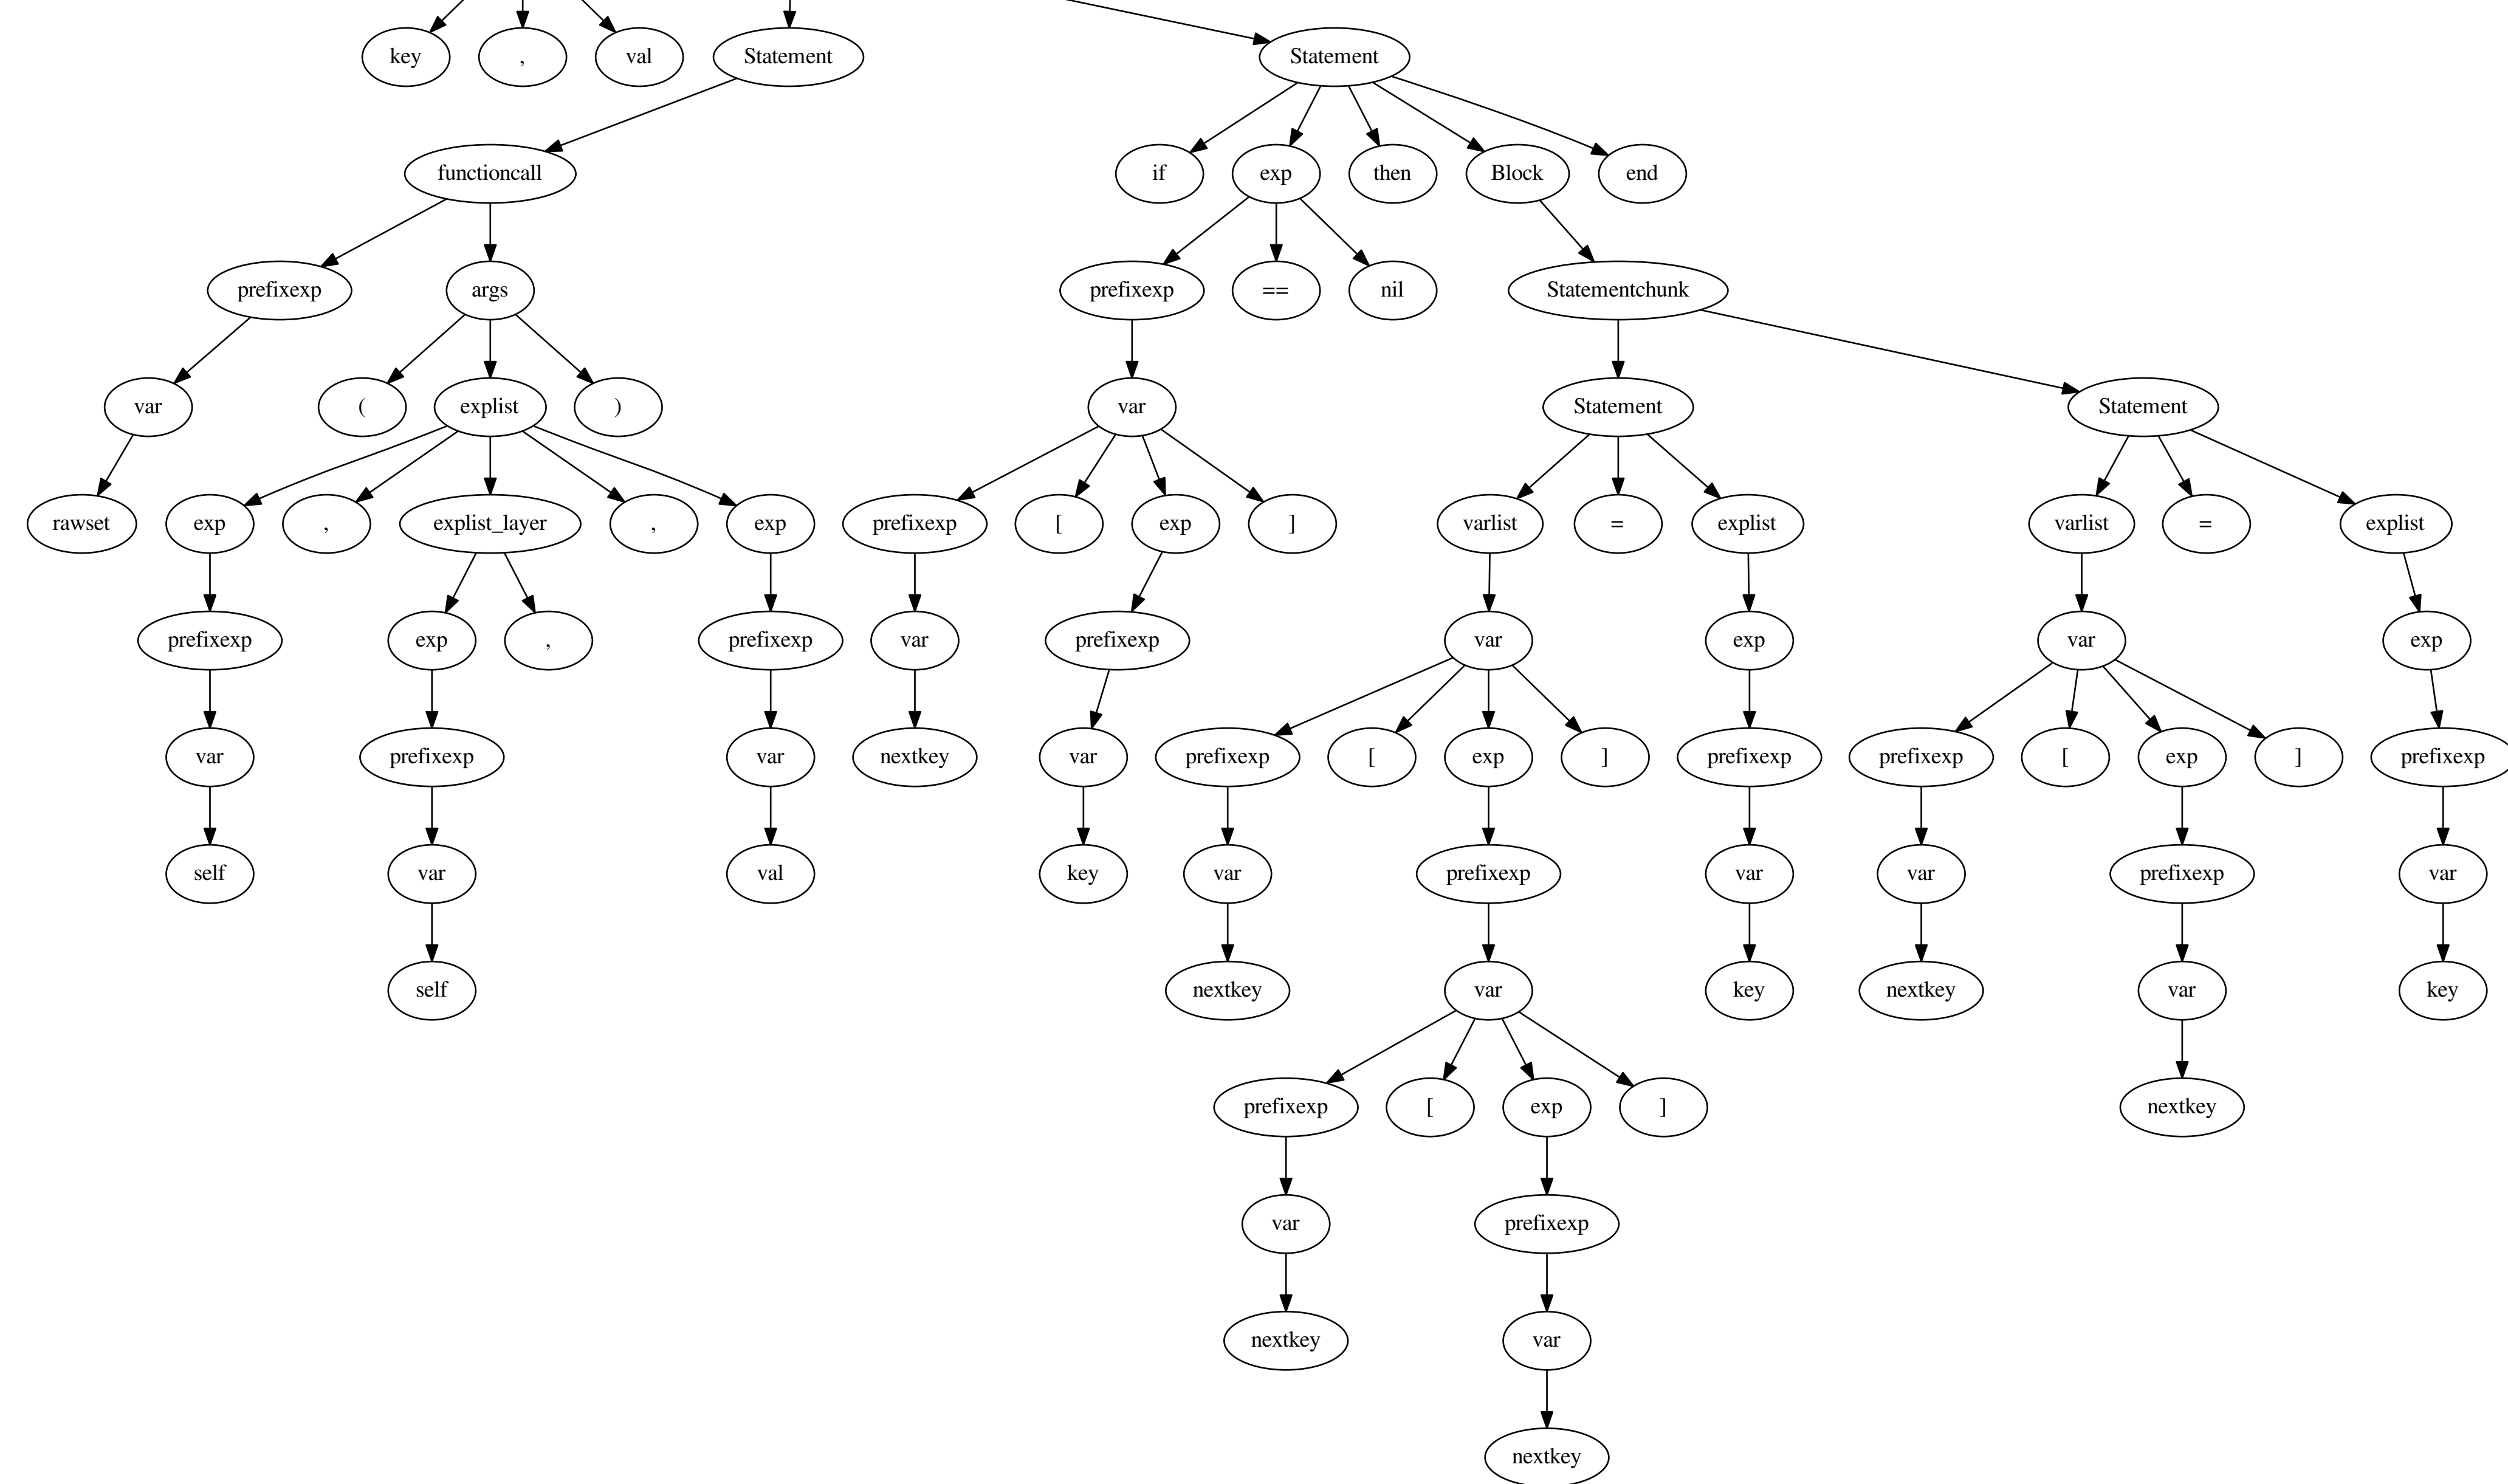 key , val Statement Statement
functioncall if exp then Block end
prefixexp args prefixexp == nil Statementchunk
var ( explist ) var Statement Statement
rawset exp , explist_layer , exp prefixexp [ exp ] varlist = explist varlist = explist
prefixexp exp , prefixexp var prefixexp var exp var exp
var prefixexp var nextkey var prefixexp [ exp ] prefixexp prefixexp [ exp ] prefixexp
self var val key var prefixexp var var prefixexp var
self nextkey var key nextkey var key
prefixexp [ exp ] nextkey
var prefixexp
nextkey var
nextkey